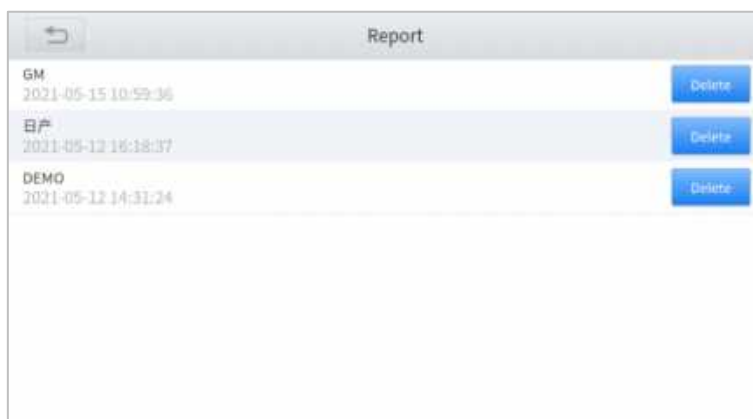 Report
GM
2021-05-15 10:59:36
Delete
日产
2021-05-12 16:18:37
Delete
DEMO
2021-05-12 14:31:24
Delete